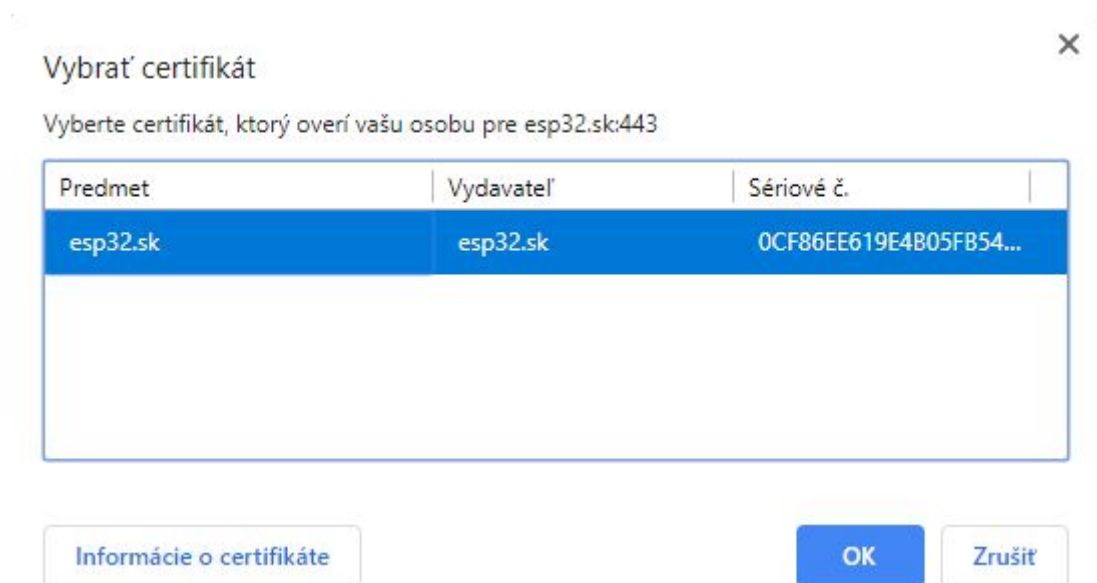 Vybrať certifikát
Vyberte certifikát, ktorý overí vašu osobu pre esp32.sk:443
Predmet Vydavateľ Sériové č.
esp32.sk esp32.sk 0CF86EE619E4B05FB54...
Informácie o certifikáte OK Zrušiť